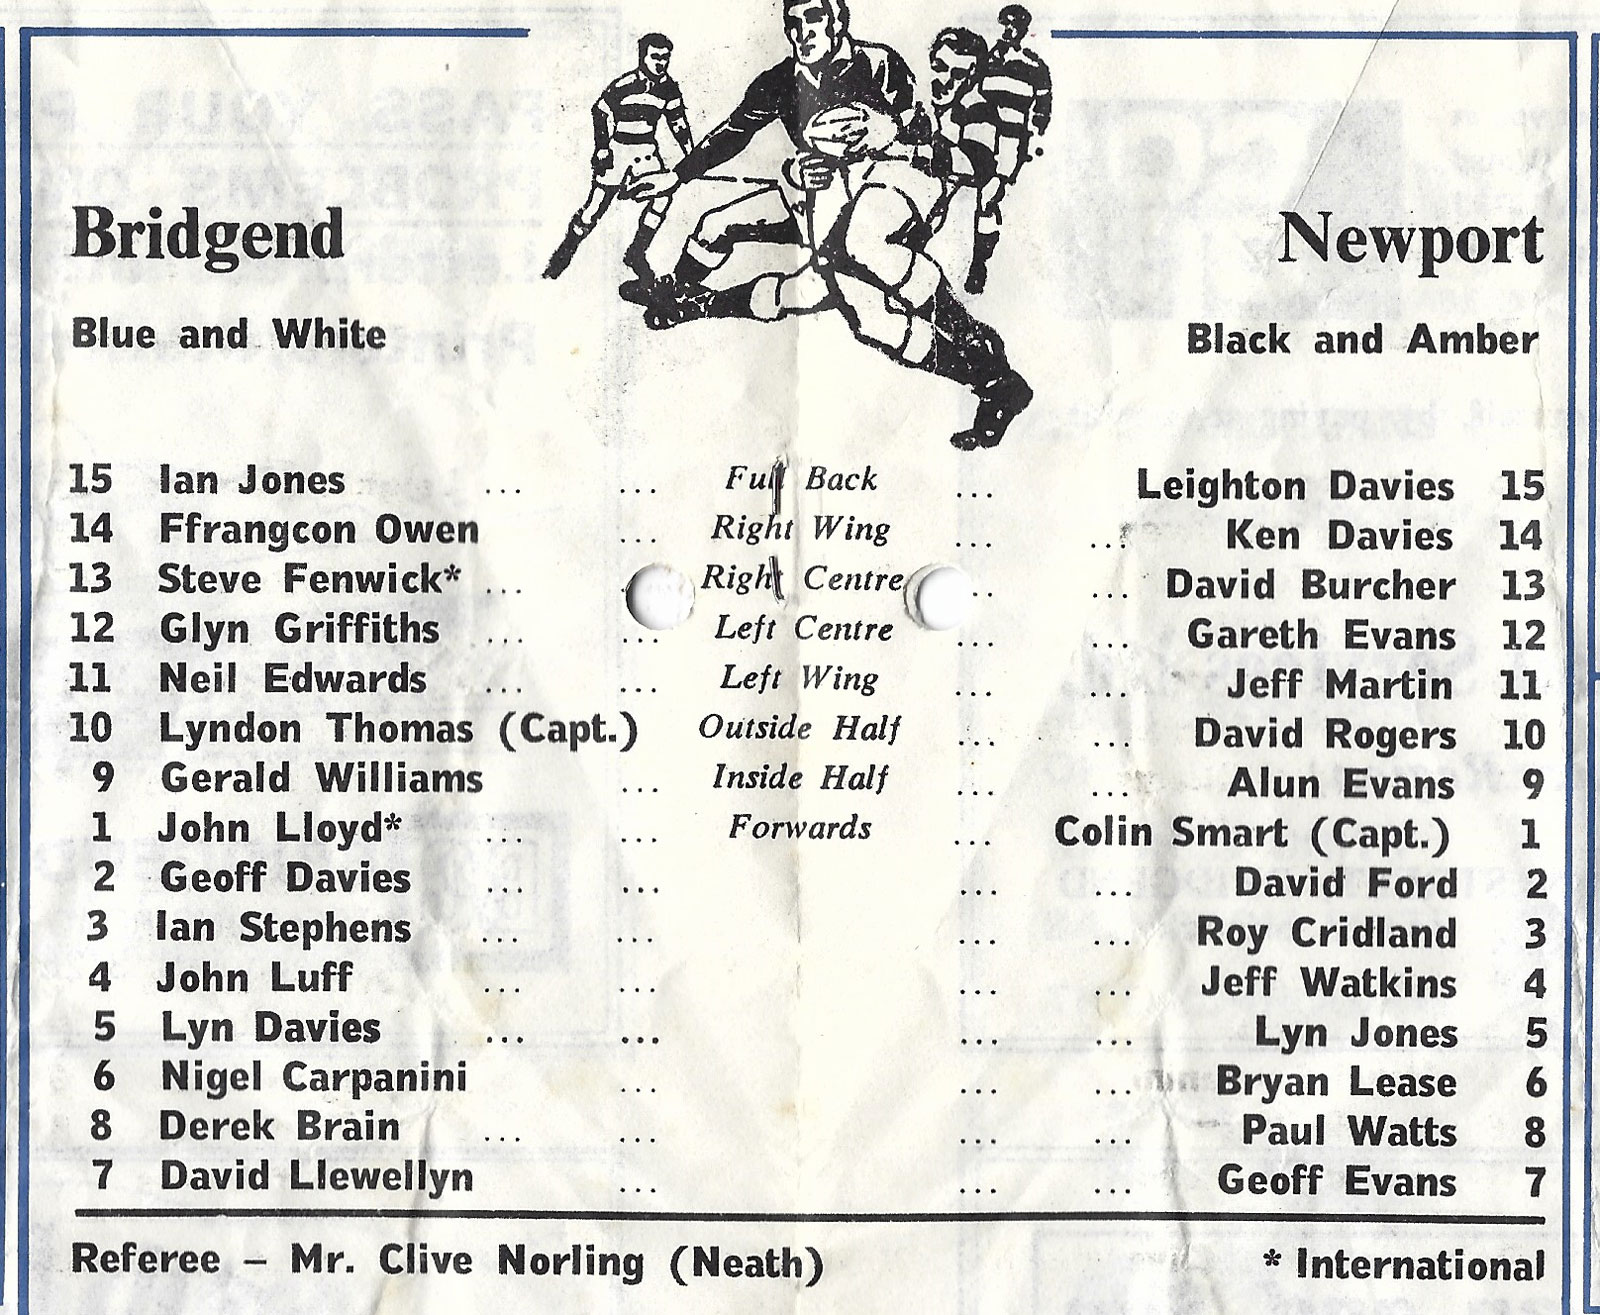 Bridgend Newport
Blue and White Black and Amber
15 Ian Jones ... ... Full Back ... Leighton Davies 15
14 Ffrangcon Owen ... Right Wing ... ... Ken Davies 14
13 Steve Fenwick* ... Right Centre ... ... David Burcher 13
12 Glyn Griffiths ... ... Left Centre ... ... Gareth Evans 12
11 Neil Edwards ... ... Left Wing ... ... Jeff Martin 11
10 Lyndon Thomas (Capt.) Outside Half ... ... David Rogers 10
9 Gerald Williams ... Inside Half ... ... Alun Evans 9
1 John Lloyd* ... ... Forwards ... Colin Smart (Capt.) 1
2 Geoff Davies ... ... ... ... David Ford 2
3 Ian Stephens ... ... ... ... Roy Cridland 3
4 John Luff ... ... ... ... Jeff Watkins 4
5 Lyn Davies ... ... ... ... Lyn Jones 5
6 Nigel Carpanini ... ... ... Bryan Lease 6
8 Derek Brain ... ... ... ... Paul Watts 8
7 David Llewellyn ... ... ... Geoff Evans 7
Referee – Mr. Clive Norling (Neath) * International